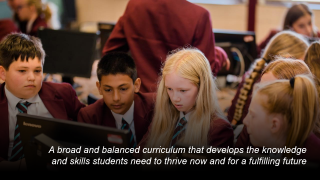 A broad and balanced curriculum that develops the knowledge
and skills students need to thrive now and for a fulfilling future